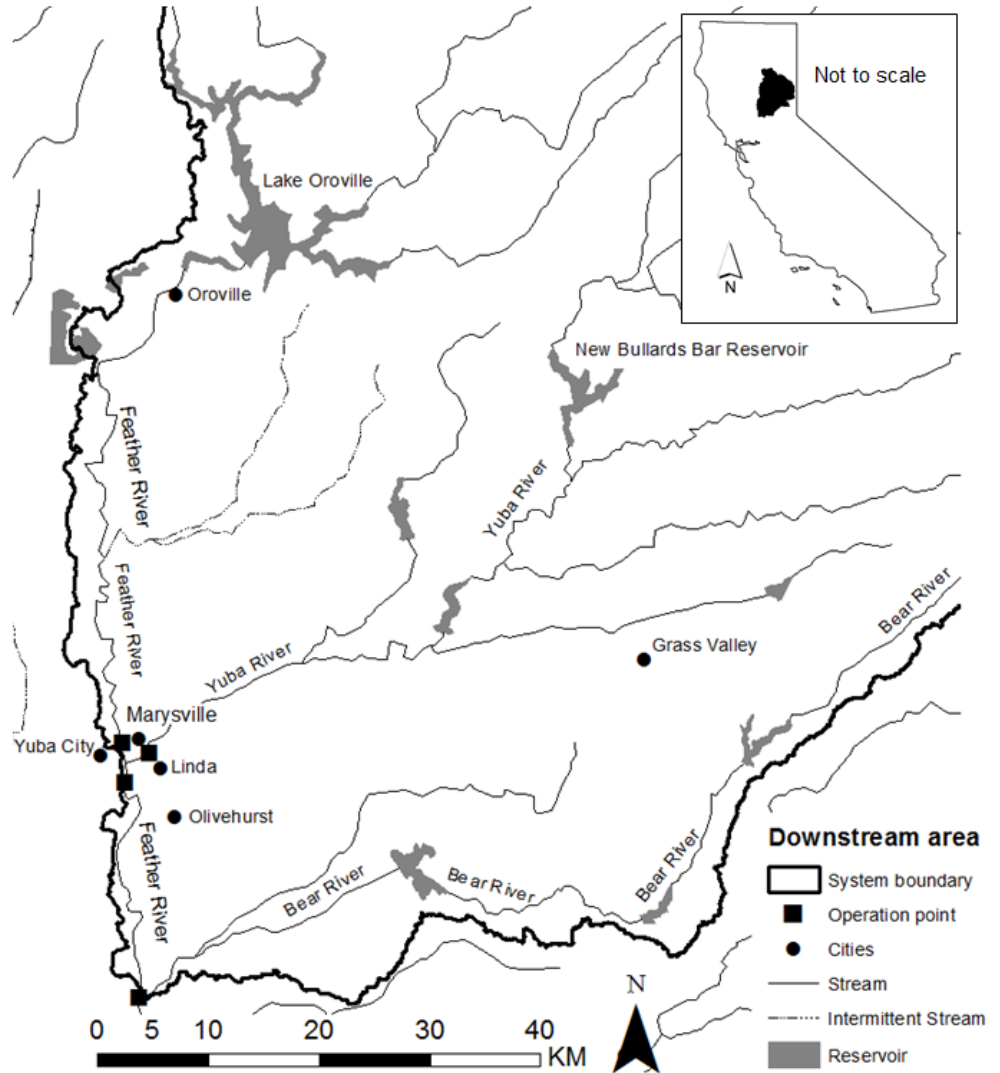 Not to scale
N
Lake Oroville
Oroville
New Bullards Bar Reservoir
Feather River
Yuba River
Feather River
Bear River
Grass Valley
Yuba River
Marysville
Yuba City
Linda
Olivehurst
Feather River
Bear River
Bear River
Bear River
Downstream area
System boundary
Operation point
Cities
Stream
Intermittent Stream
Reservoir
N
0 5 10 20 30 40
KM